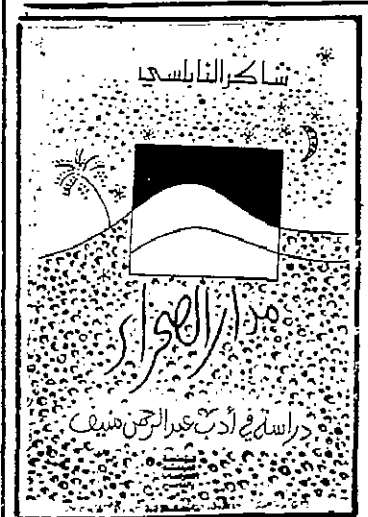 شاكر النابلسي
مدار الصحراء
دراسة في أدب عبد الرحمن منيف